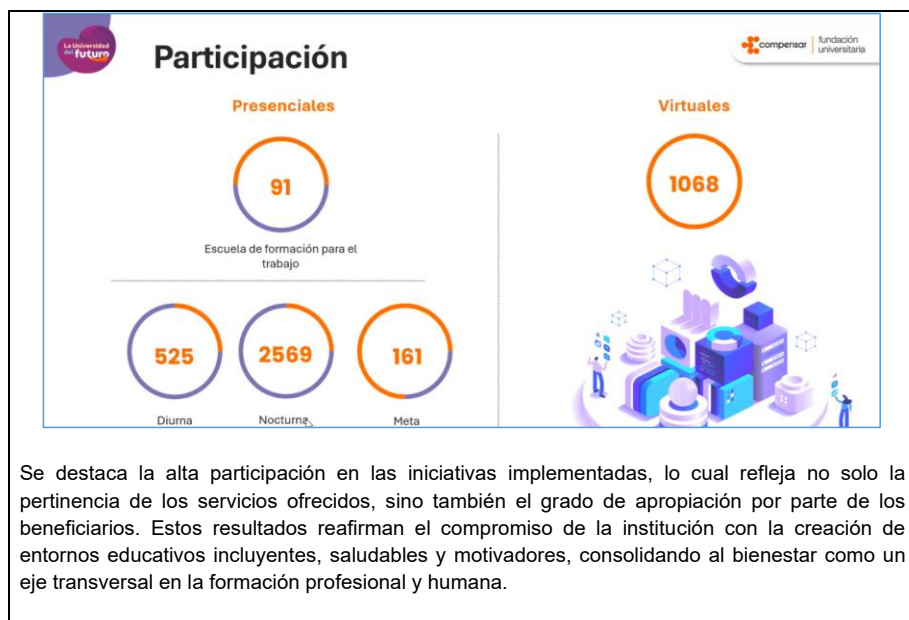 La Universidad
del futuro
Participación
compensar | fundación
universitaria
Presenciales
Virtuales
91
1068
Escuela de formación para el
trabajo
525
2569
161
Diurna
Nocturna
Meta
Se destaca la alta participación en las iniciativas implementadas, lo cual refleja no solo la
pertinencia de los servicios ofrecidos, sino también el grado de apropiación por parte de los
beneficiarios. Estos resultados reafirman el compromiso de la institución con la creación de
entornos educativos incluyentes, saludables y motivadores, consolidando al bienestar como un
eje transversal en la formación profesional y humana.